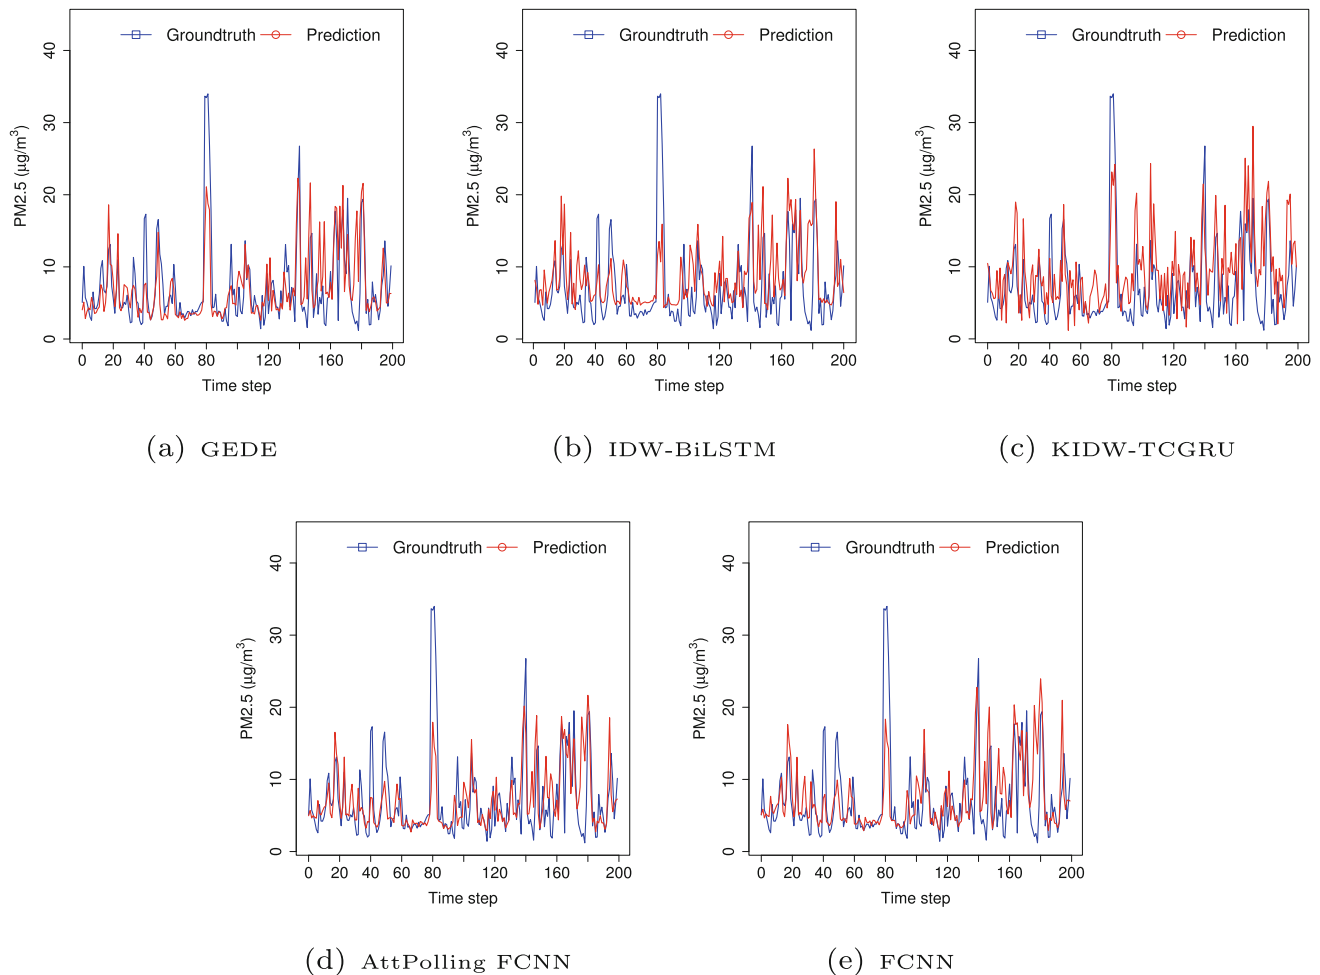 Groundtruth Prediction
PM2.5 (μg/m³)
40
30
20
10
0
0 20 40 60 80 120 160 200
Time step
(a) GEDE
Groundtruth Prediction
PM2.5 (μg/m³)
40
30
20
10
0
0 20 40 60 80 120 160 200
Time step
(b) IDW-BiLSTM
Groundtruth Prediction
PM2.5 (μg/m³)
40
30
20
10
0
0 20 40 60 80 120 160 200
Time step
(c) KIDW-TCGRU
Groundtruth Prediction
PM2.5 (μg/m³)
40
30
20
10
0
0 20 40 60 80 120 160 200
Time step
(d) AttPolling FCNN
Groundtruth Prediction
PM2.5 (μg/m³)
40
30
20
10
0
0 20 40 60 80 120 160 200
Time step
(e) FCNN